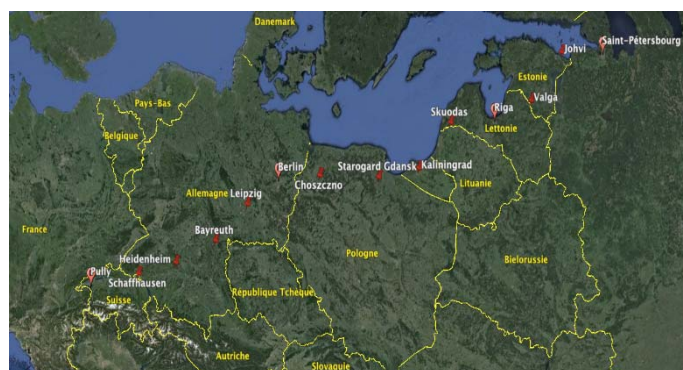 Danemark
Saint-Pétersbourg
Johvi
Estonie
Pays-Bas
Valga
Riga
Skuodas
Lettonie
Belgique
Berlin
Starogard Gdansk
Kaliningrad
Choszczno
Lituanie
Allemagne
Leipzig
France
Bayreuth
Pologne
Bielorussie
Heidenheim
Pully
Schaffhausen
République Tchèque
Suisse
Autriche
Slovaquie